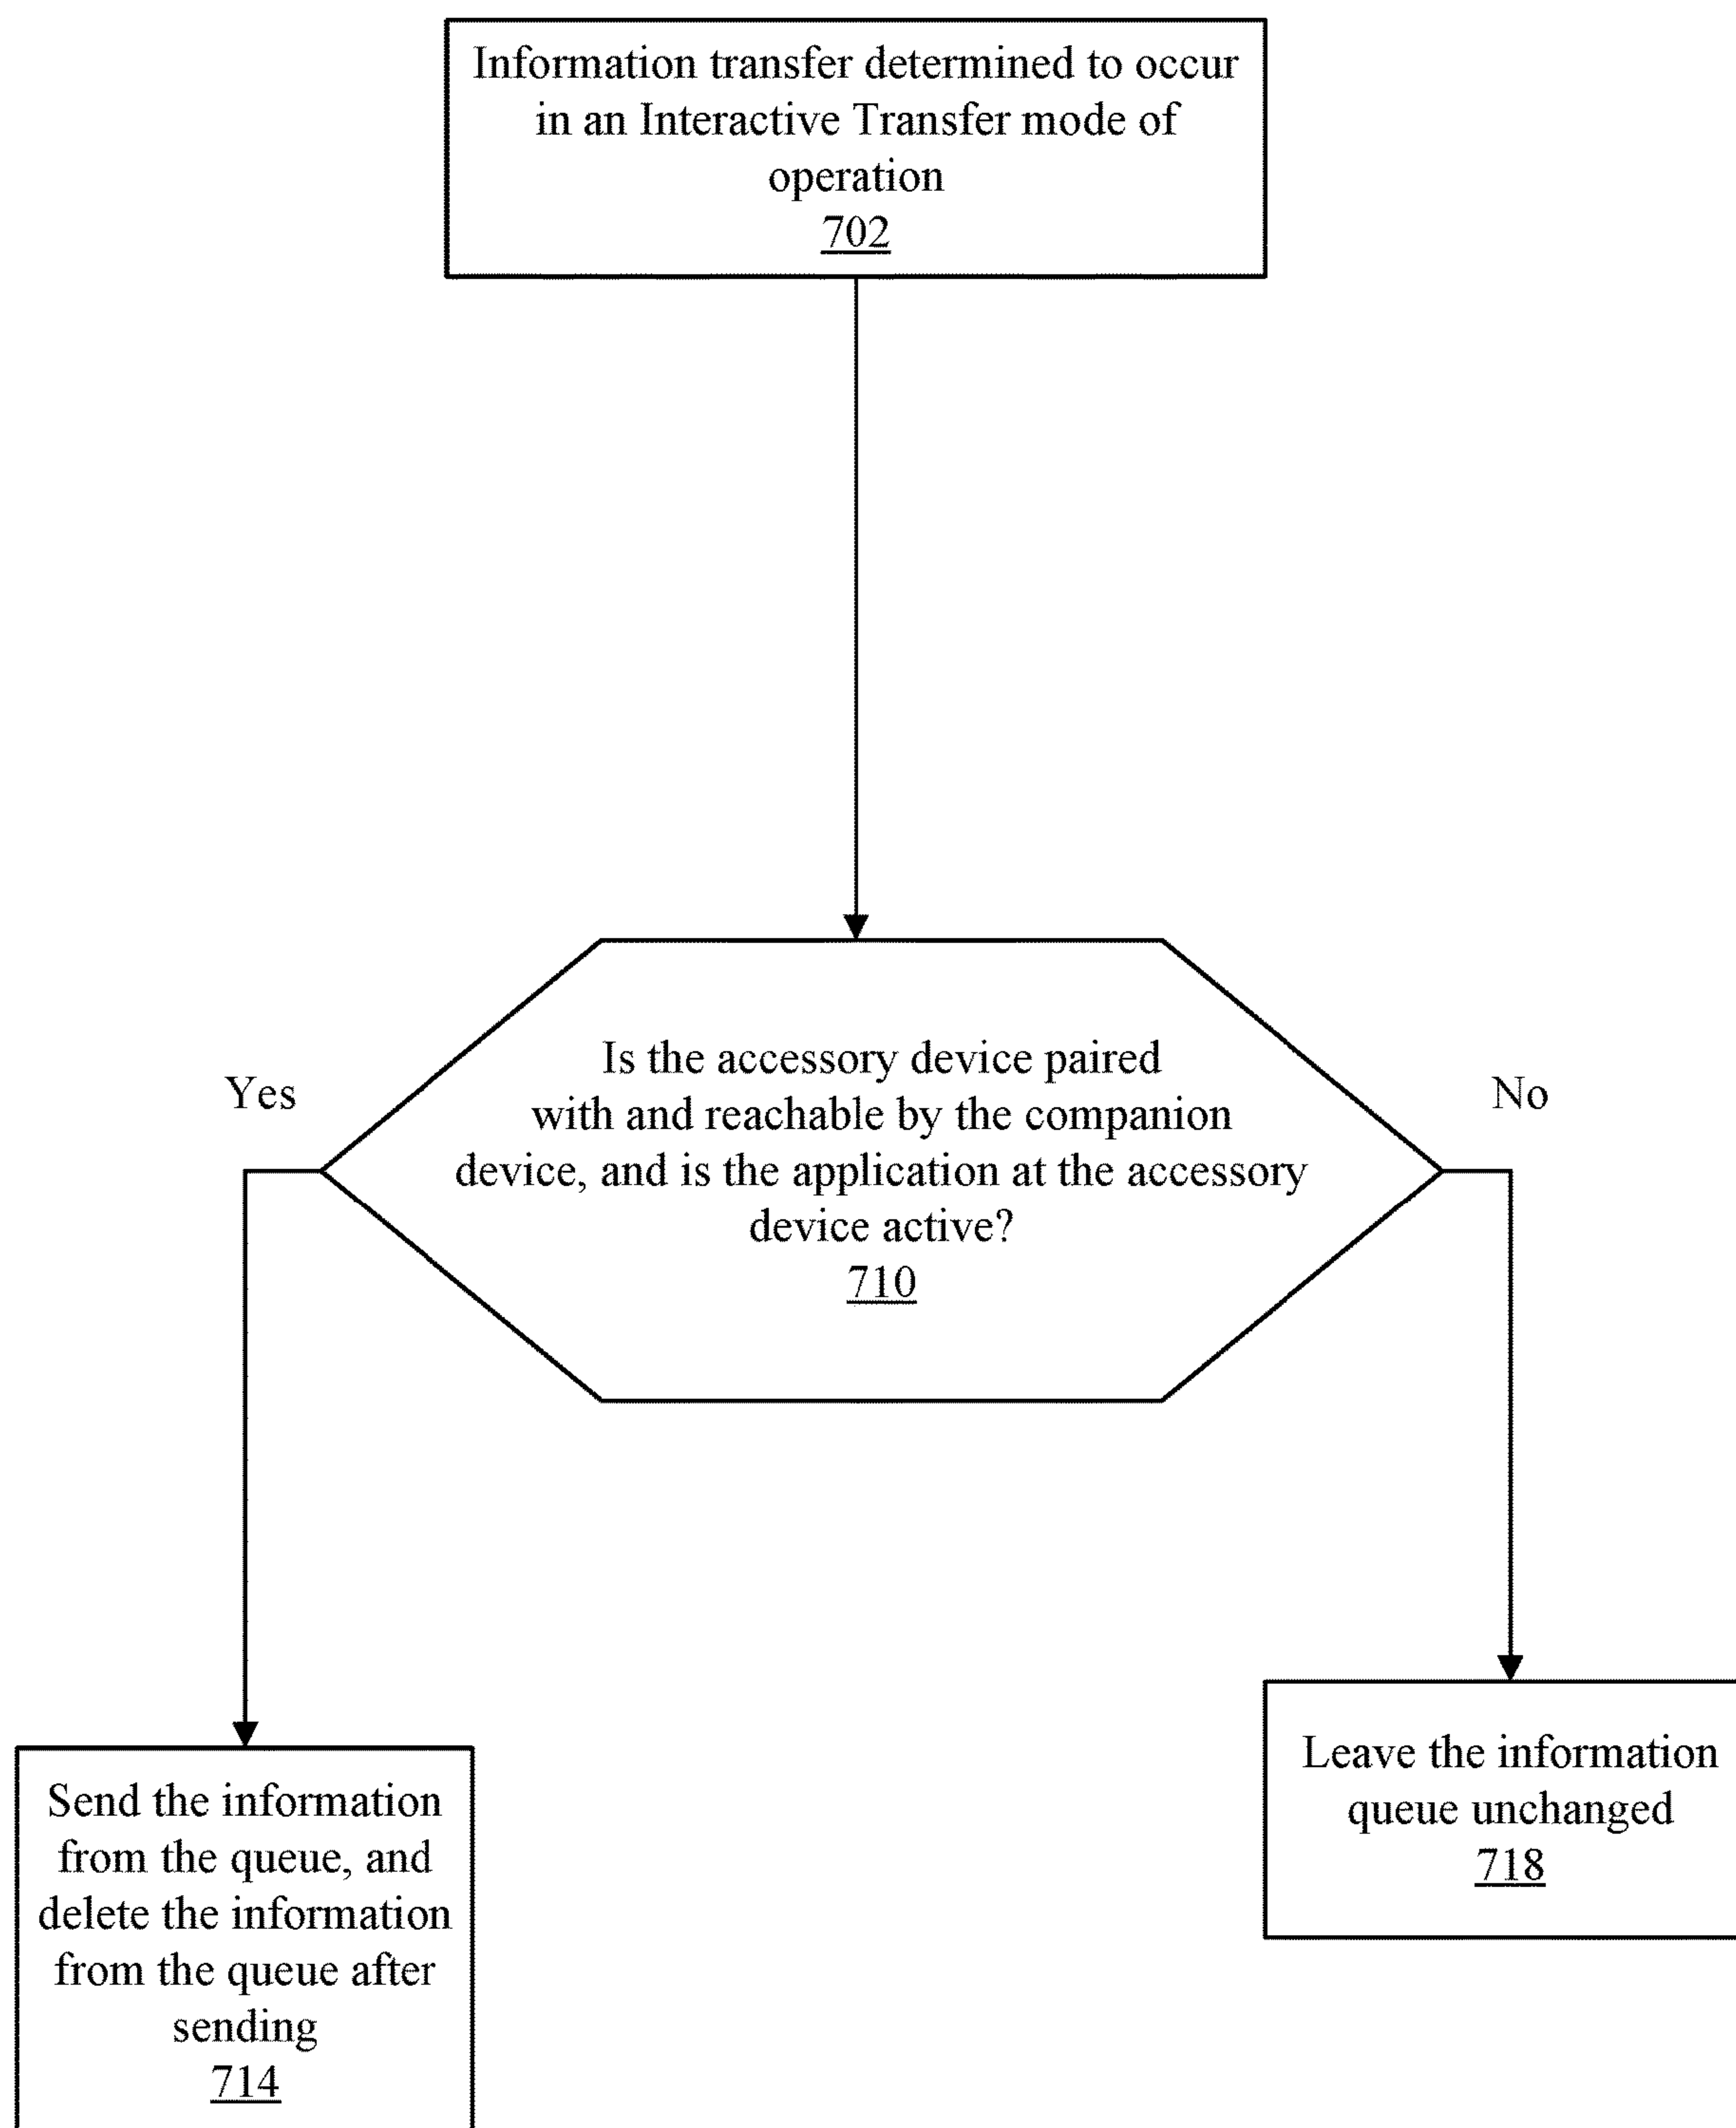 Information transfer determined to occur
in an Interactive Transfer mode of
operation
702
Is the accessory device paired
with and reachable by the companion
device, and is the application at the accessory
device active?
710
Yes
No
Send the information
from the queue, and
delete the information
from the queue after
sending
714
Leave the information
queue unchanged
718